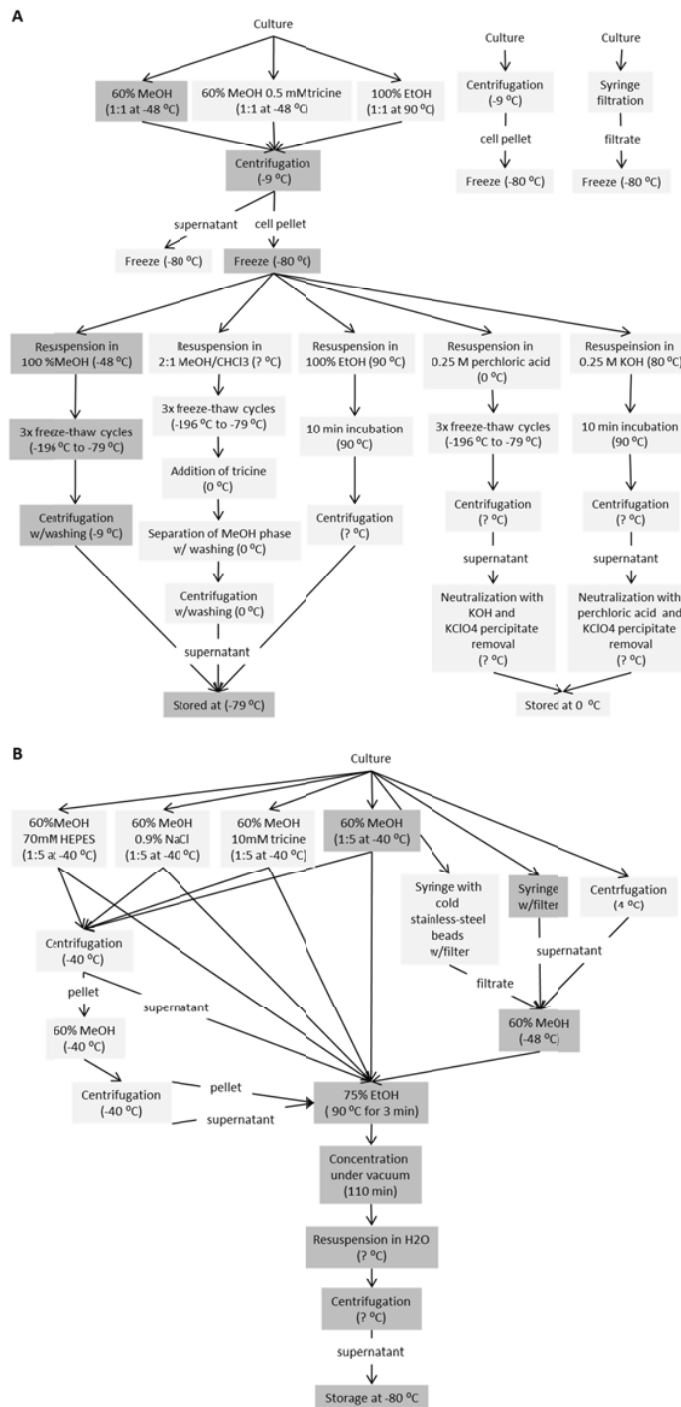 A
Culture
Culture
Culture
60% MeOH
(1:1 at -48 °C)
60% MeOH 0.5 mM tricine
(1:1 at -48 °C)
100% EtOH
(1:1 at 90 °C)
Centrifugation
(-9 °C)
Syringe
filtration
Centrifugation
(-9 °C)
cell pellet
filtrate
Freeze (-80 °C)
Freeze (-80 °C)
supernatant
cell pellet
Freeze (-80 °C)
Freeze (-80 °C)
Resuspension in
100 %MeOH (-48 °C)
Resuspension in
2:1 MeOH/CHCl3 (? °C)
Resuspension in
100% EtOH (90 °C)
Resuspension in
0.25 M perchloric acid
(0 °C)
Resuspeinsion in
0.25 M KOH (80 °C)
3x freeze-thaw cycles
(-196 °C to -79 °C)
3x freeze-thaw cycles
(-196 °C to -79 °C)
10 min incubation
(90 °C)
3x freeze-thaw cycles
(-196 °C to -79 °C)
10 min incubation
(90 °C)
Addition of tricine
(0 °C)
Centrifugation
w/washing (-9 °C)
Separation of MeOH phase
w/ washing (0 °C)
Centrifugation
(? °C)
Centrifugation
(? °C)
Centrifugation
(? °C)
supernatant
supernatant
Centrifugation
w/washing (0 °C)
Neutralization with
KOH and
KClO4 percipitate
removal
(? °C)
Neutralization with
perchloric acid and
KClO4 percipitate
removal
(? °C)
supernatant
Stored at (-79 °C)
Stored at 0 °C
B
Culture
60%MeOH
70mM HEPES
(1:5 at -40 °C)
60% MeOH
0.9% NaCl
(1:5 at -40 °C)
60% MeOH
10mM tricine
(1:5 at -40 °C)
60% MeOH
(1:5 at -40 °C)
Syringe with
cold
stainless-steel
beads
w/filter
Syringe
w/filter
Centrfugation
(4 °C)
Centrifugation
(-40 °C)
supernatant
filtrate
pellet
supernatant
60% MeOH
(-40 °C)
60% MeOH
(-48 °C)
Centrifugation
(-40 °C)
pellet
supernatant
75% EtOH
( 90 °C for 3 min)
Concentration
under vacuum
(110 min)
Resuspension in H2O
(? °C)
Centrifugation
(? °C)
supernatant
Storage at -80 °C